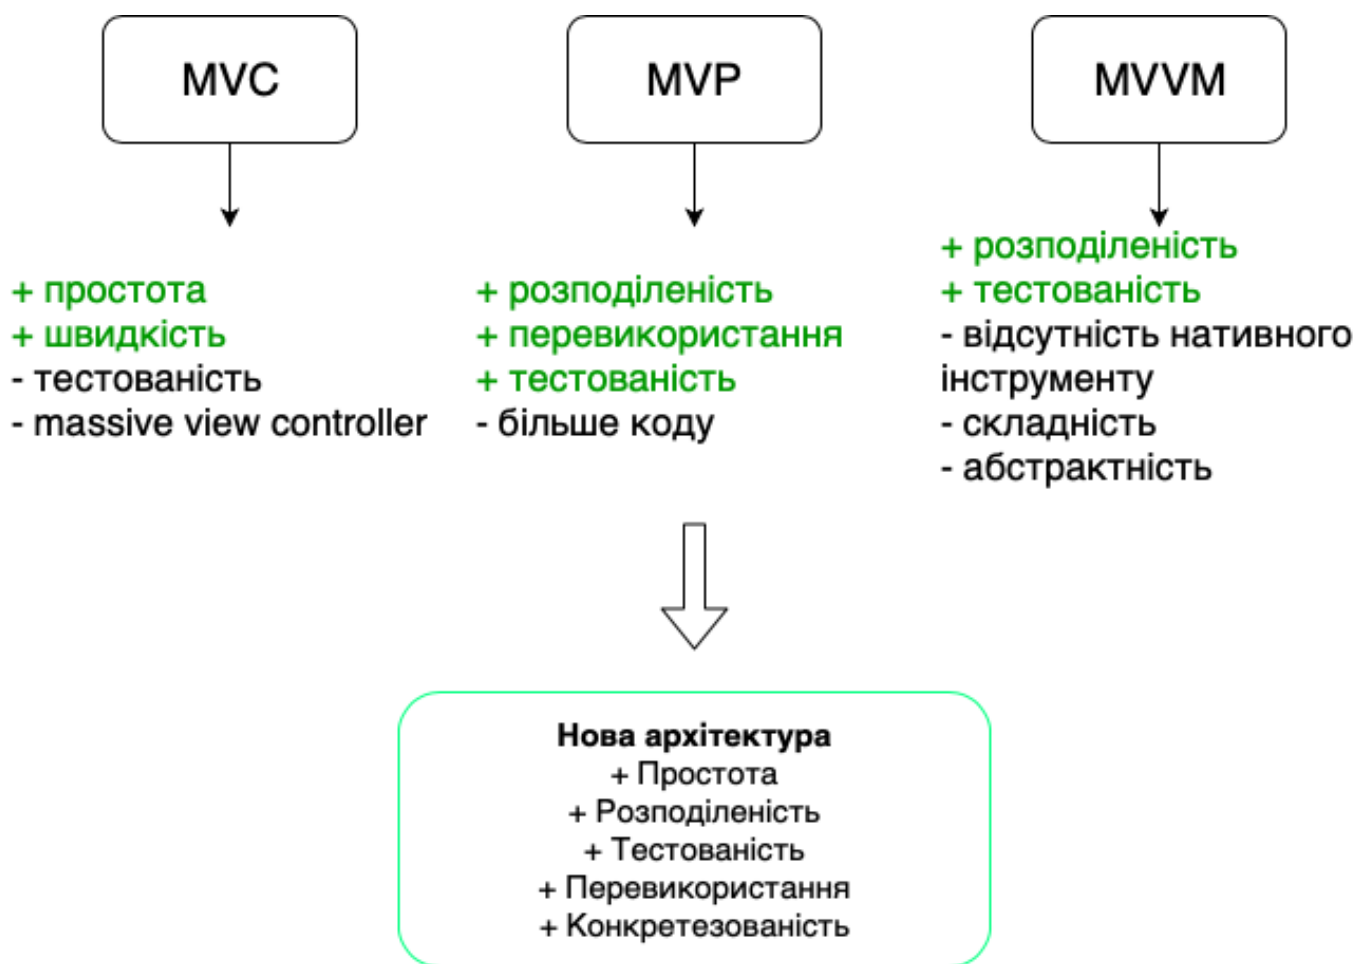 MVC
MVP
MVVM
+ простота
+ швидкість
- тестованість
- massive view controller
+ розподіленість
+ перевикористання
+ тестованість
- більше коду
+ розподіленість
+ тестованість
- відсутність нативного
інструменту
- складність
- абстрактність
Нова архітектура
+ Простота
+ Розподіленість
+ Тестованість
+ Перевикористання
+ Конкретезованість